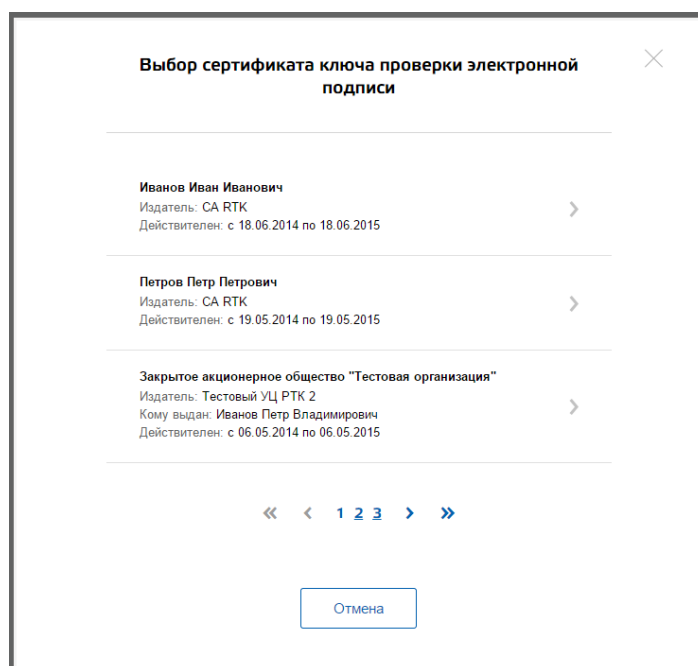 Выбор сертификата ключа проверки электронной
подписи
Иванов Иван Иванович
Издатель: CA RTK
Действителен: с 18.06.2014 по 18.06.2015
Петров Петр Петрович
Издатель: CA RTK
Действителен: с 19.05.2014 по 19.05.2015
Закрытое акционерное общество "Тестовая организация"
Издатель: Тестовый УЦ РТК 2
Кому выдан: Иванов Петр Владимирович
Действителен: с 06.05.2014 по 06.05.2015
« ‹ 1 2 3 › »
Отмена